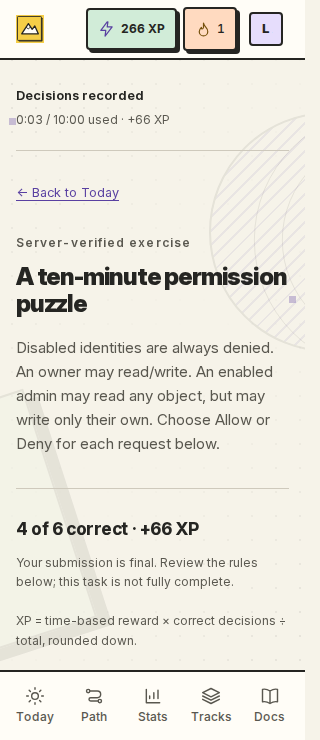 266 XP
1
L
Decisions recorded
0:03 / 10:00 used · +66 XP
← Back to Today
Server-verified exercise
A ten-minute permission
puzzle
Disabled identities are always denied.
An owner may read/write. An enabled
admin may read any object, but may
write only their own. Choose Allow or
Deny for each request below.
4 of 6 correct · +66 XP
Your submission is final. Review the rules
below; this task is not fully complete.
XP = time-based reward × correct decisions ÷
total, rounded down.
Today Path Stats Tracks Docs